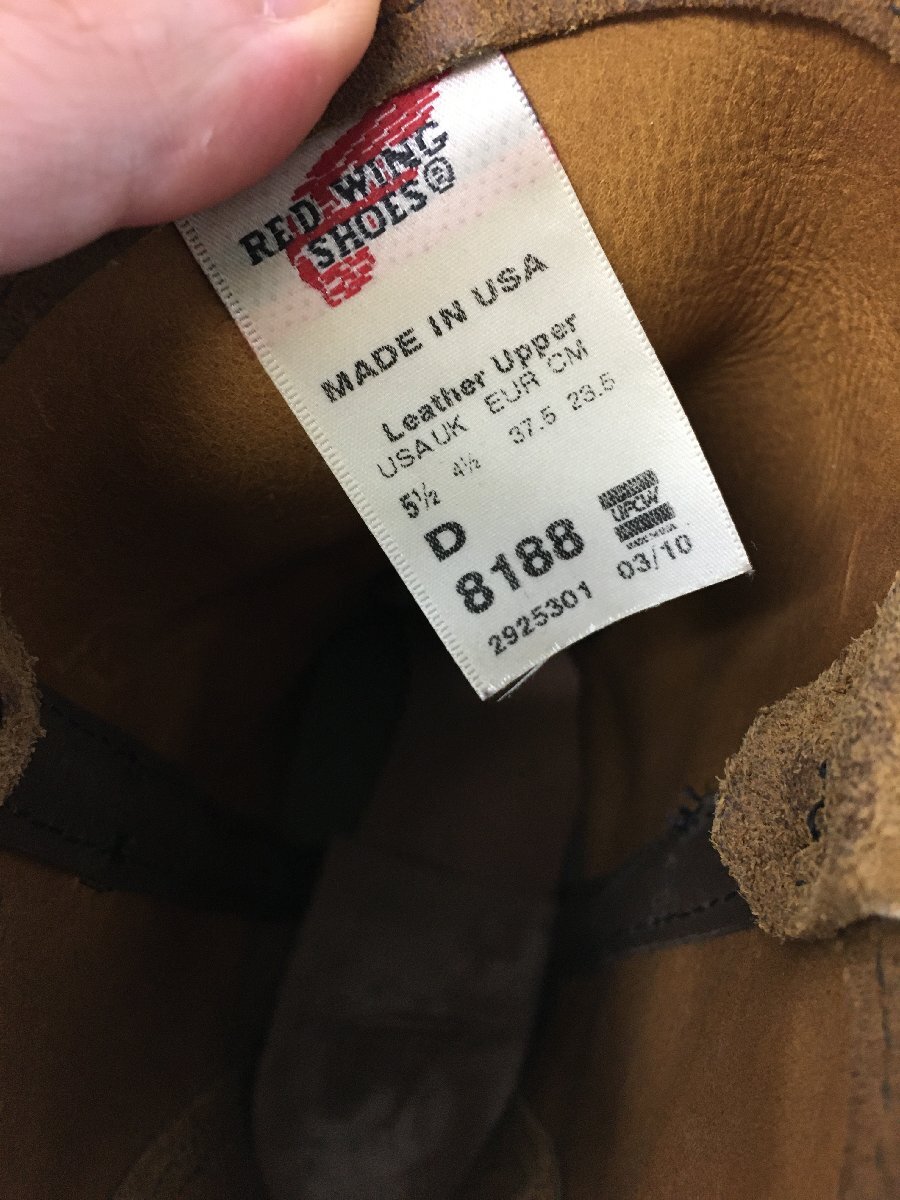 RED WING
SHOES®
MADE IN USA
Leather Upper
USA UK EUR CM
5½ 4½ 37.5 23.5
D
UFCW
8188
2925301 03/10